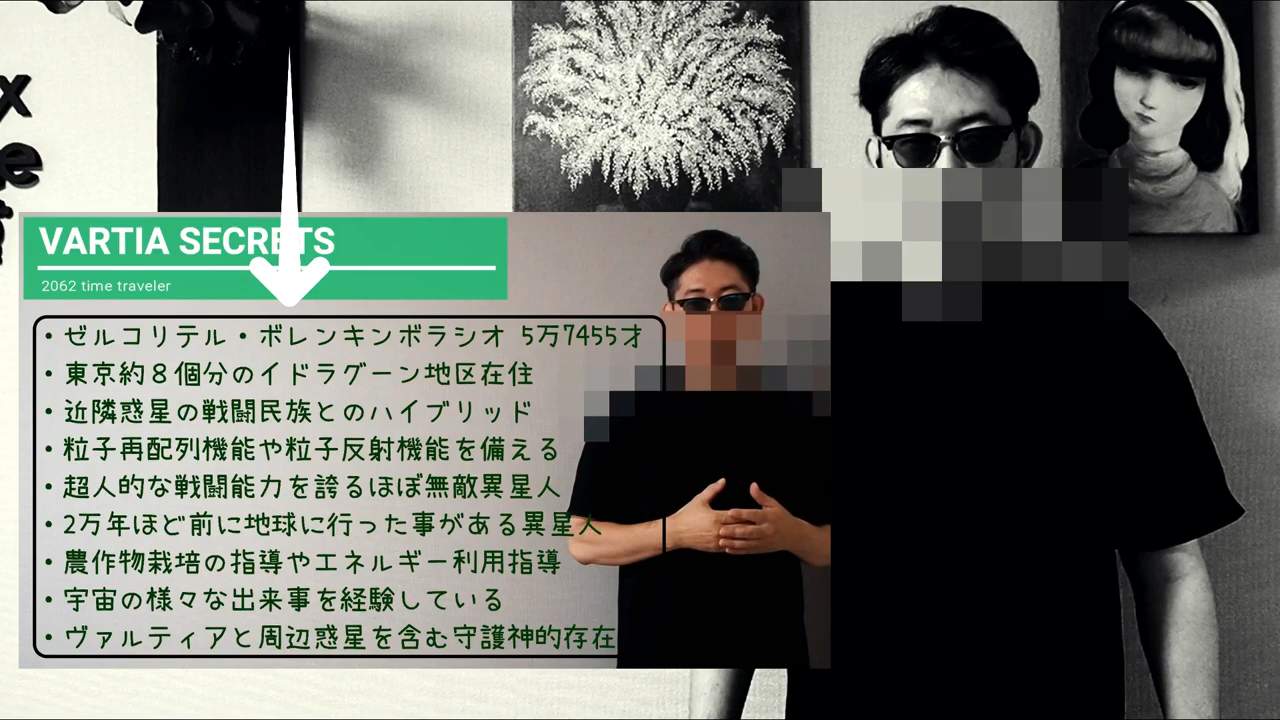 x
e
VARTIA SECRETS
2062 time traveler
・ゼルコリテル・ボレンキンボラシオ 5万7455才
・東京約8個分のイドラグーン地区在住
・近隣惑星の戦闘民族とのハイブリッド
・粒子再配列機能や粒子反射機能を備える
・超人的な戦闘能力を誇るほぼ無敵異星人
・2万年ほど前に地球に行った事がある異星人
・農作物栽培の指導やエネルギー利用指導
・宇宙の様々な出来事を経験している
・ヴァルティアと周辺惑星を含む守護神的存在